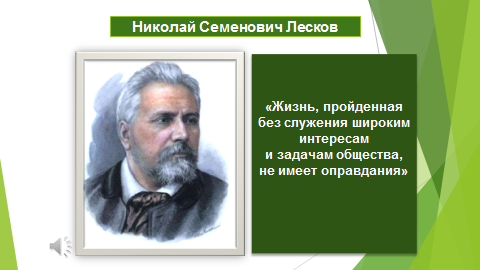 Николай Семенович Лесков
«Жизнь, пройденная
без служения широким
интересам
и задачам общества,
не имеет оправдания»